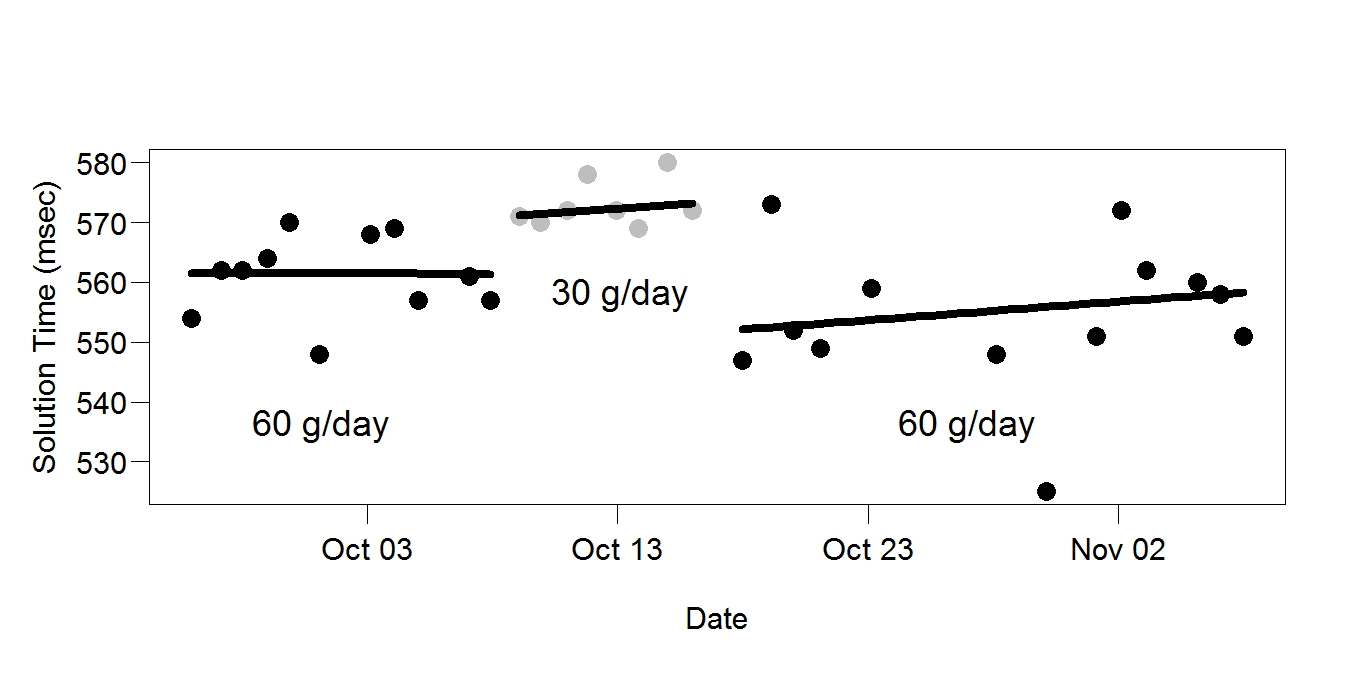 Solution Time (msec)
580
570
560
550
540
530
30 g/day
60 g/day
60 g/day
Oct 03
Oct 13
Oct 23
Nov 02
Date